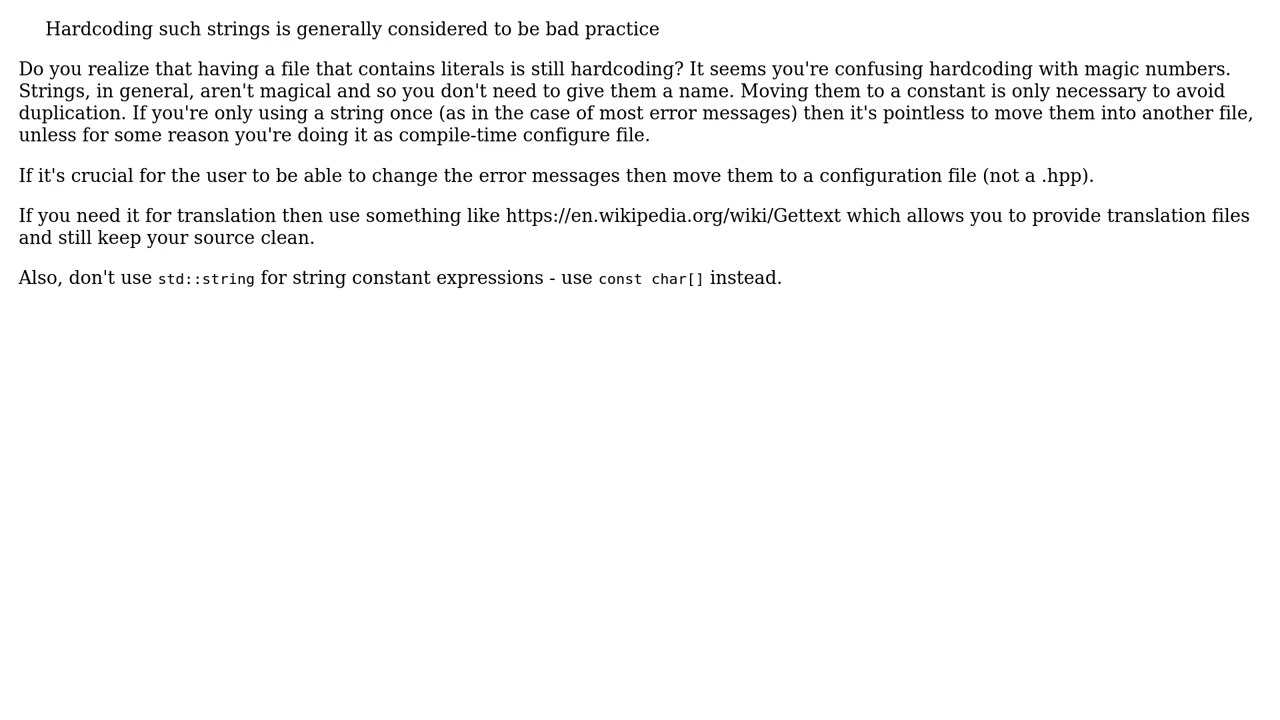 Hardcoding such strings is generally considered to be bad practice
Do you realize that having a file that contains literals is still hardcoding? It seems you're confusing hardcoding with magic numbers.
Strings, in general, aren't magical and so you don't need to give them a name. Moving them to a constant is only necessary to avoid
duplication. If you're only using a string once (as in the case of most error messages) then it's pointless to move them into another file,
unless for some reason you're doing it as compile-time configure file.
If it's crucial for the user to be able to change the error messages then move them to a configuration file (not a .hpp).
If you need it for translation then use something like https://en.wikipedia.org/wiki/Gettext which allows you to provide translation files
and still keep your source clean.
Also, don't use std::string for string constant expressions - use const char[] instead.